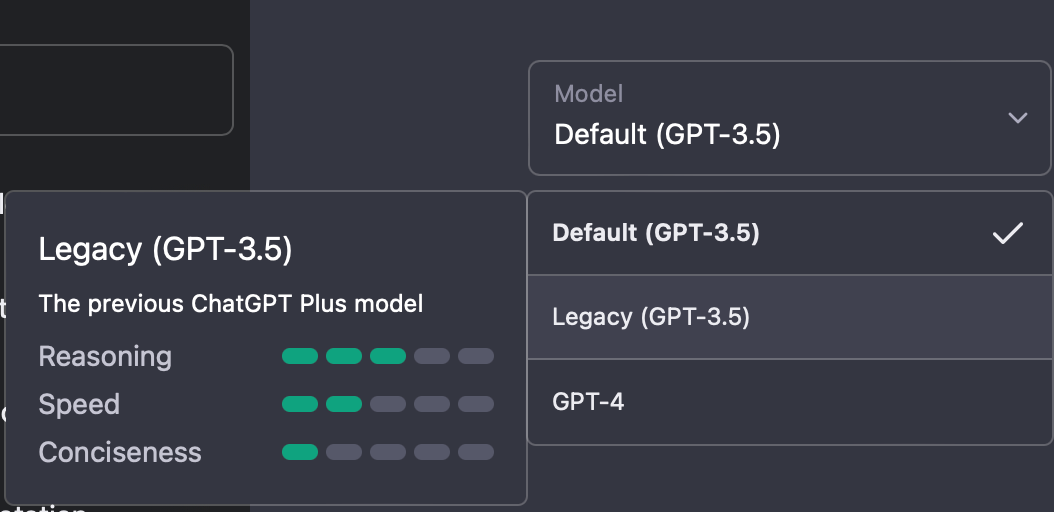 Model
Default (GPT-3.5)
Default (GPT-3.5)
Legacy (GPT-3.5)
GPT-4
Legacy (GPT-3.5)
The previous ChatGPT Plus model
Reasoning
Speed
Conciseness